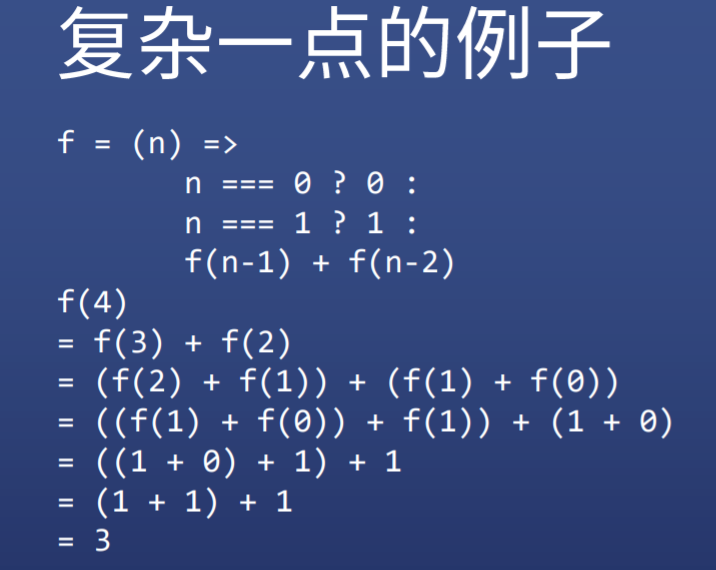 复杂一点的例子
f = (n) =>
n === 0 ? 0 :
n === 1 ? 1 :
f(n-1) + f(n-2)
f(4)
= f(3) + f(2)
= (f(2) + f(1)) + (f(1) + f(0))
= ((f(1) + f(0)) + f(1)) + (1 + 0)
= ((1 + 0) + 1) + 1
= (1 + 1) + 1
= 3